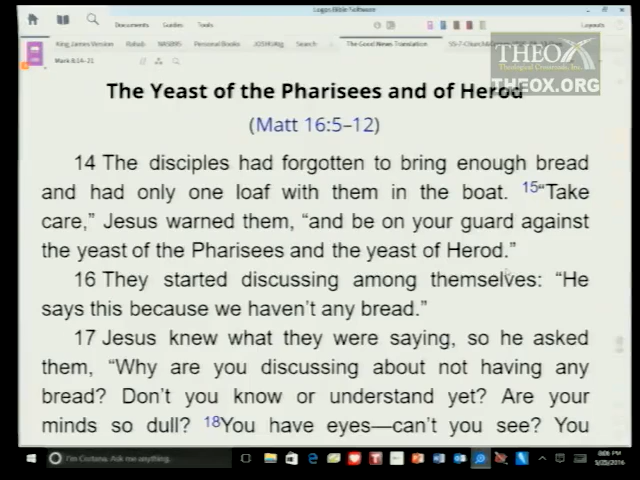 Logos Bible Software
Documents Guides Tools
Layouts
King James Version NASB95 Personal Books Search The Good News Translation
Mark 8:14–21
THEOX
THEOX.ORG
The Yeast of the Pharisees and of Herod
(Matt 16:5–12)
14 The disciples had forgotten to bring enough bread
and had only one loaf with them in the boat. 15“Take
care,” Jesus warned them, “and be on your guard against
the yeast of the Pharisees and the yeast of Herod.”
16 They started discussing among themselves: “He
says this because we haven’t any bread.”
17 Jesus knew what they were saying, so he asked
them, “Why are you discussing about not having any
bread? Don’t you know or understand yet? Are your
minds so dull? 18You have eyes—can’t you see? You
I'm Cortana. Ask me anything.
8:06 PM
5/25/2016